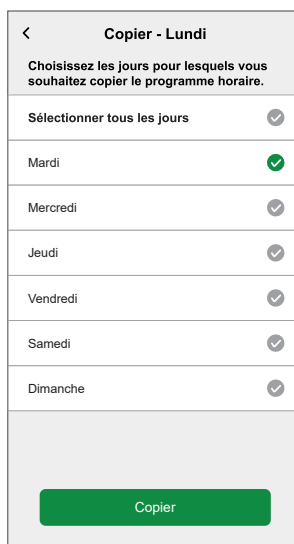 Copier - Lundi
Choisissez les jours pour lesquels vous
souhaitez copier le programme horaire.
Sélectionner tous les jours
Mardi
Mercredi
Jeudi
Vendredi
Samedi
Dimanche
Copier